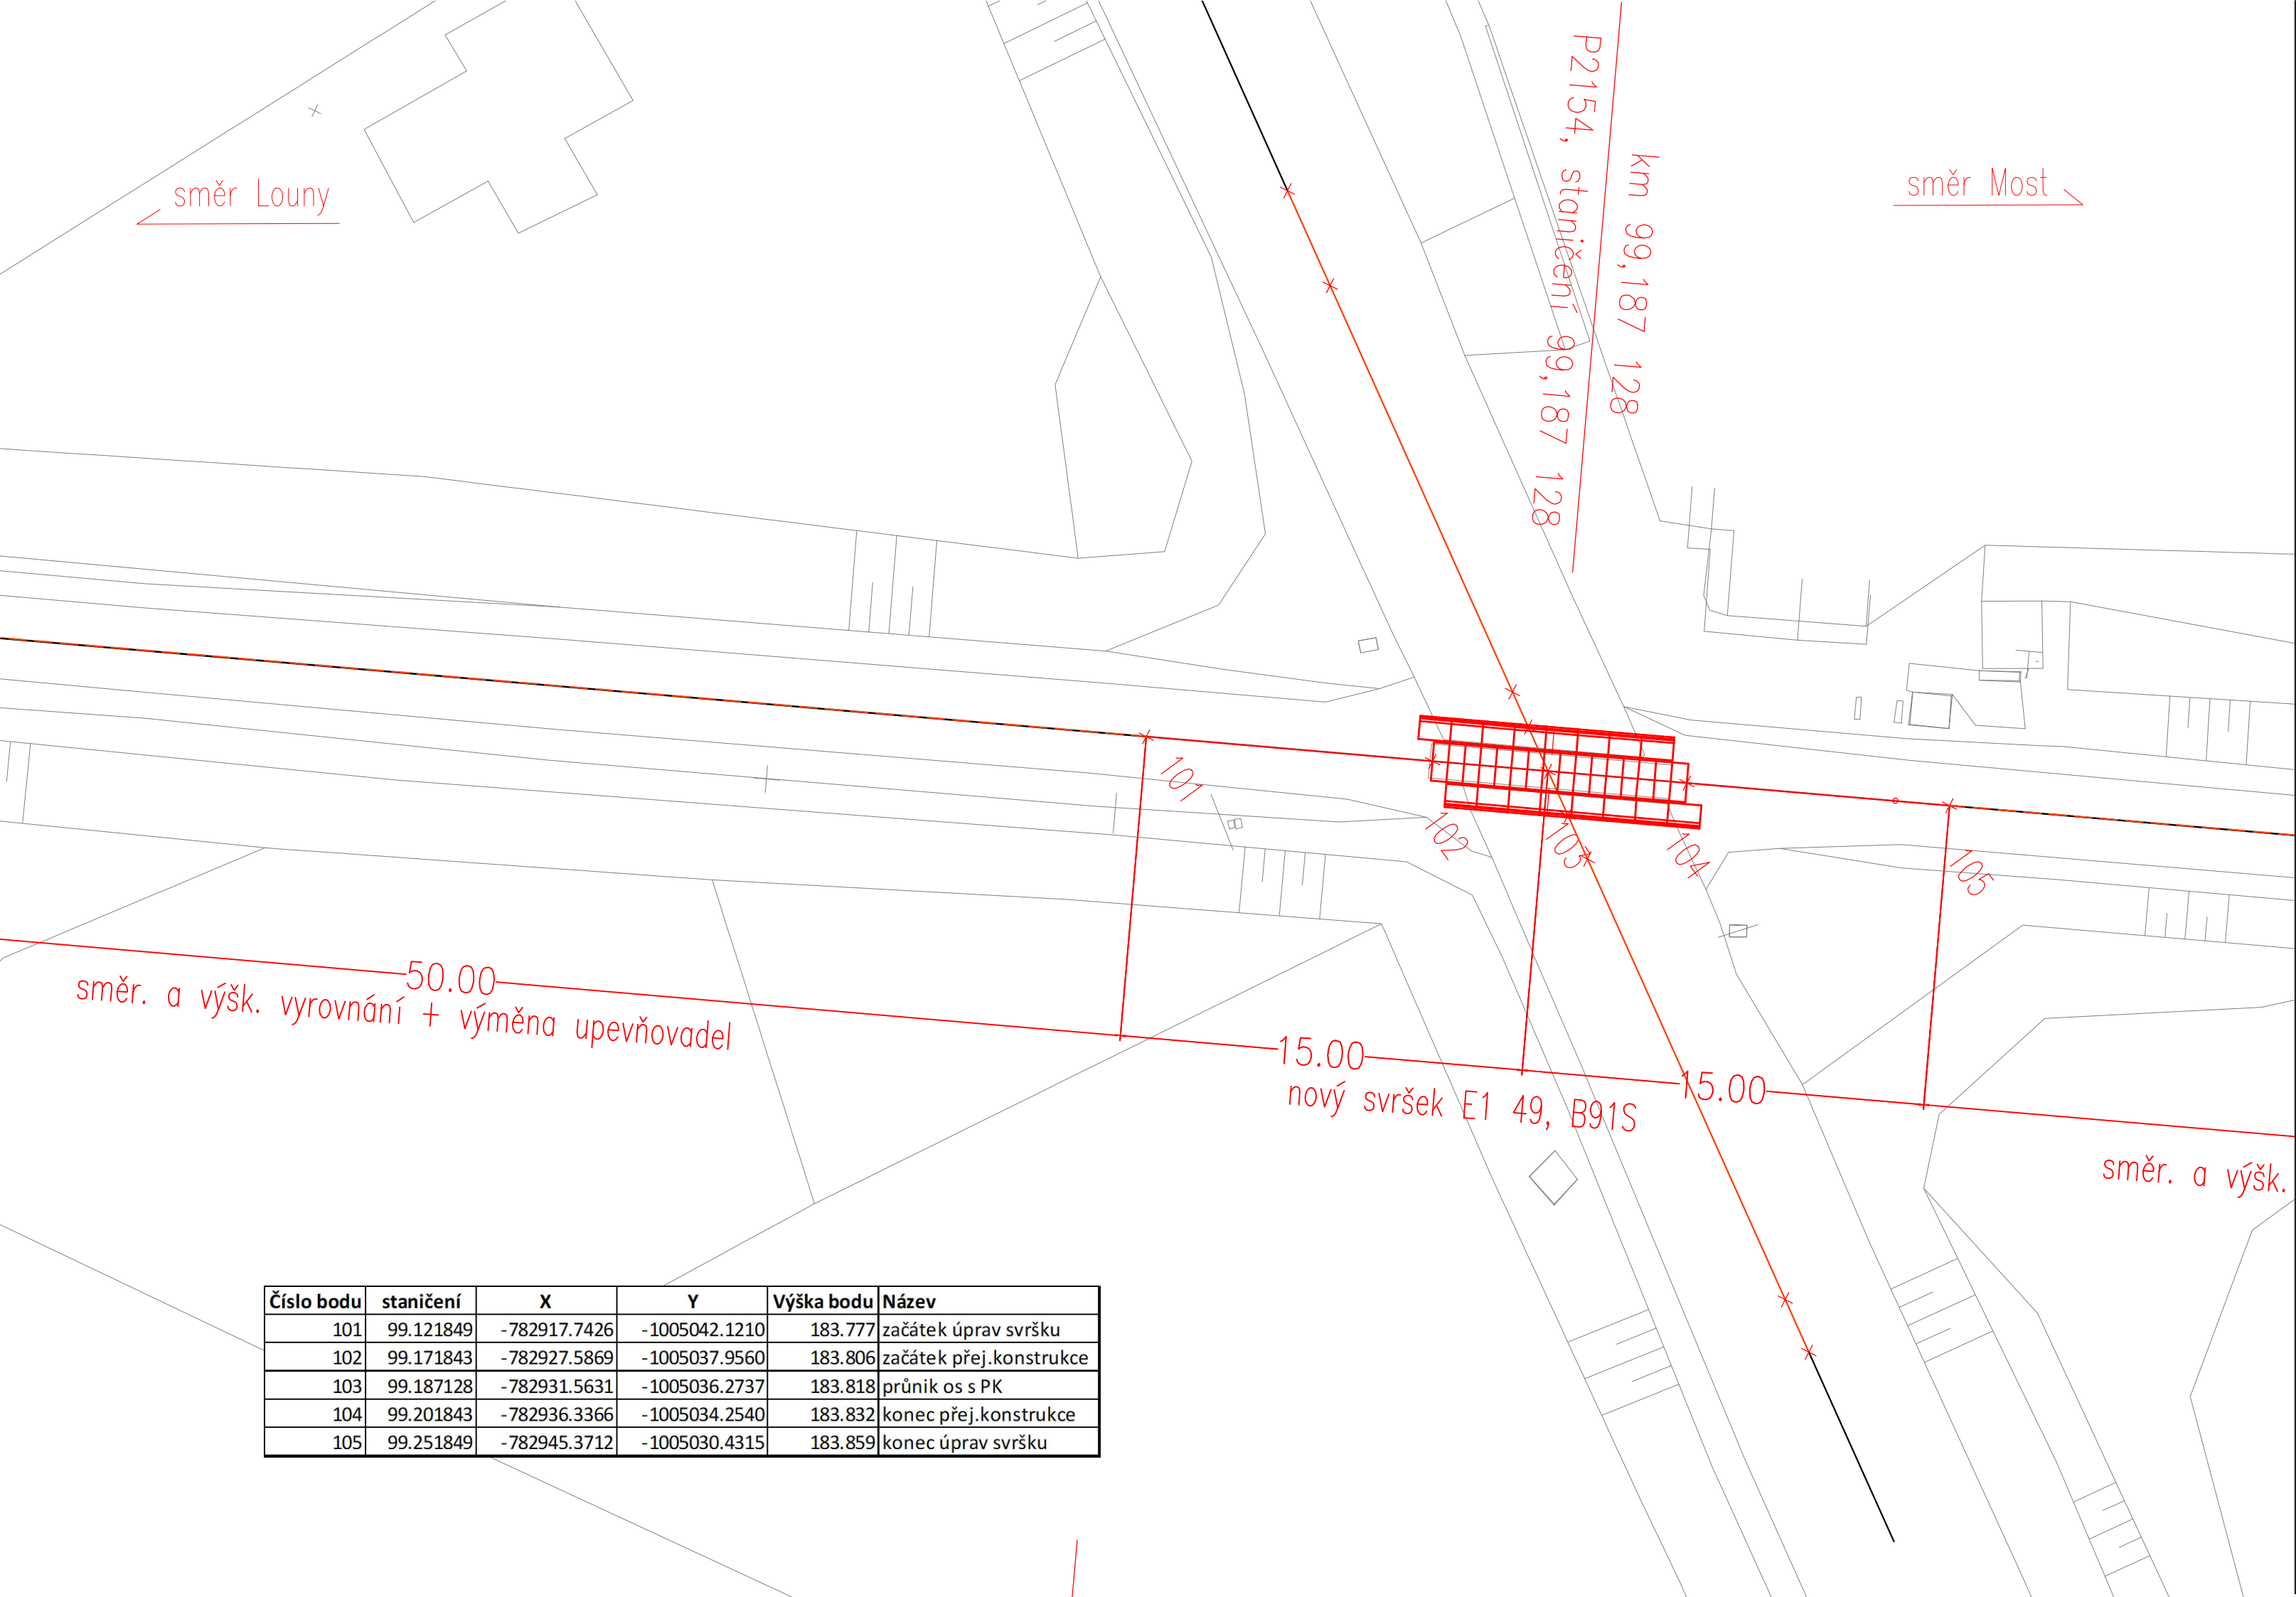 směr Louny
P2154, staničení 99,187 128
km 99,187 128
směr Most
101
102
103
104
105
50.00
směr. a výšk. vyrovnání + výměna upevňovadel
15.00
nový svršek E1 49, B91S
15.00
směr. a výšk.
Číslo bodu staničení X Y Výška bodu Název
101 99.121849 -782917.7426 -1005042.1210 183.777 začátek úprav svršku
102 99.171843 -782927.5869 -1005037.9560 183.806 začátek přej.konstrukce
103 99.187128 -782931.5631 -1005036.2737 183.818 průnik os s PK
104 99.201843 -782936.3366 -1005034.2540 183.832 konec přej.konstrukce
105 99.251849 -782945.3712 -1005030.4315 183.859 konec úprav svršku